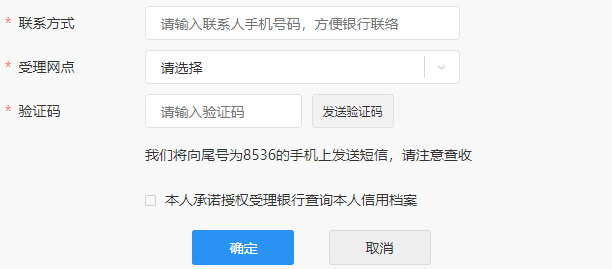 * 联系方式 请输入联系人手机号码，方便银行联络
* 受理网点 请选择
* 验证码 请输入验证码 发送验证码
我们将向尾号为8536的手机上发送短信，请注意查收
本人承诺授权受理银行查询本人信用档案
确定 取消